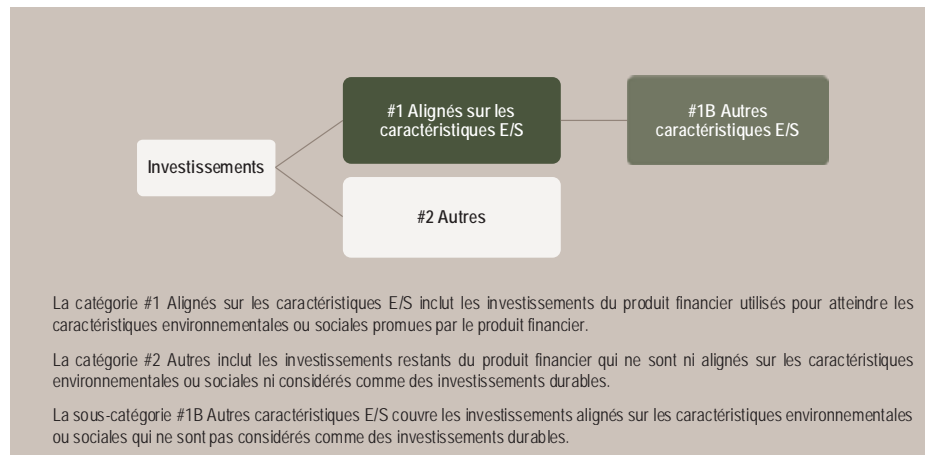 #1 Alignés sur les
caractéristiques E/S
#1B Autres
caractéristiques E/S
Investissements
#2 Autres
La catégorie #1 Alignés sur les caractéristiques E/S inclut les investissements du produit financier utilisés pour atteindre les
caractéristiques environnementales ou sociales promues par le produit financier.
La catégorie #2 Autres inclut les investissements restants du produit financier qui ne sont ni alignés sur les caractéristiques
environnementales ou sociales ni considérés comme des investissements durables.
La sous-catégorie #1B Autres caractéristiques E/S couvre les investissements alignés sur les caractéristiques environnementales
ou sociales qui ne sont pas considérés comme des investissements durables.